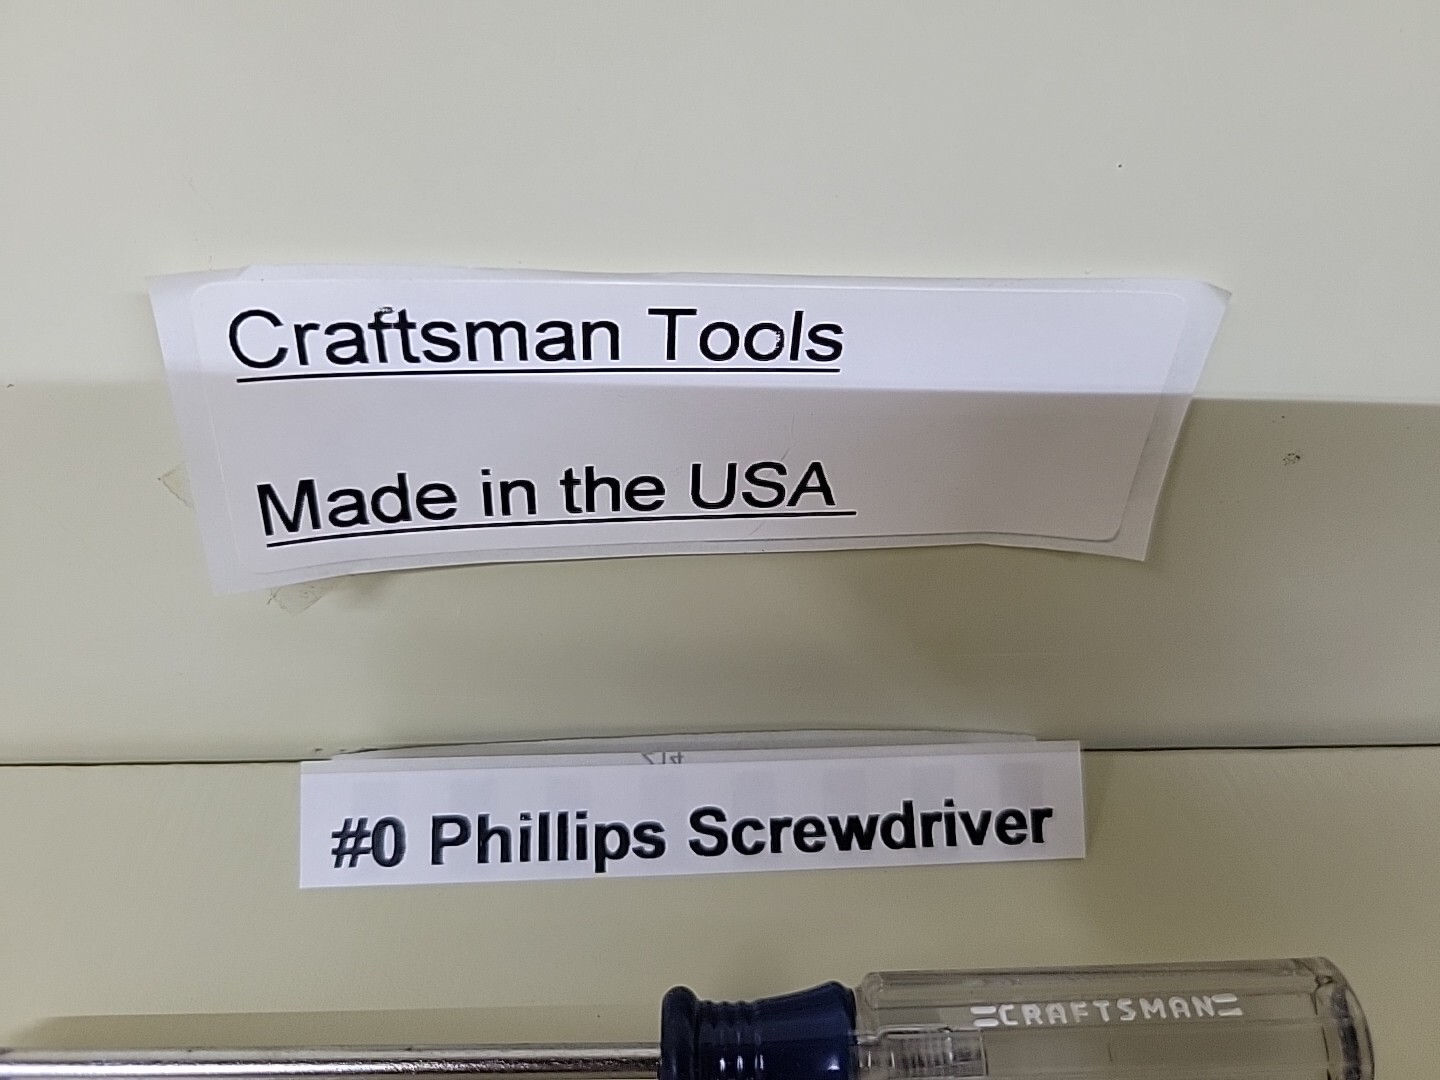 Craftsman Tools
Made in the USA
#0 Phillips Screwdriver
=CRAFTSMAN=